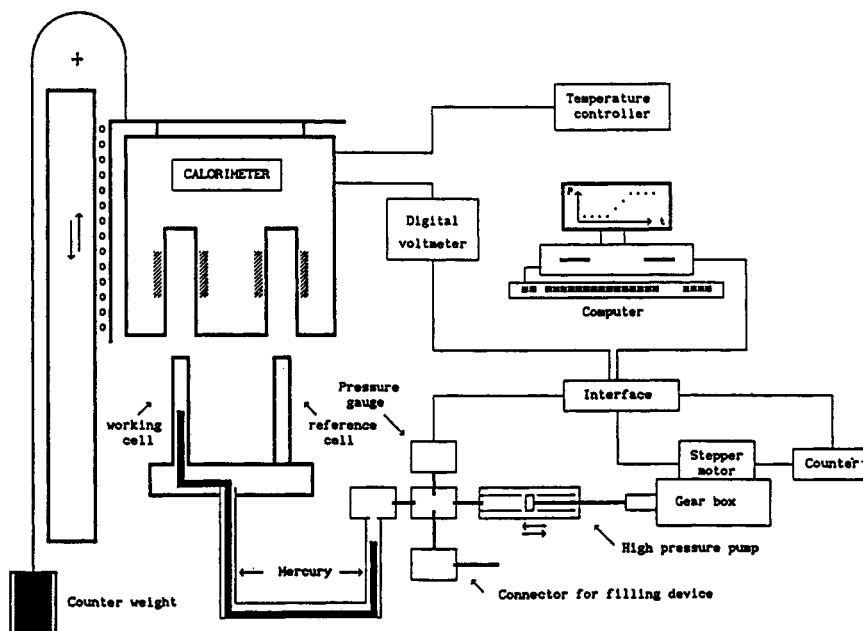 +
Temperature
controller
CALORIMETER
P
t
Digital
voltmeter
Computer
Pressure
gauge
Interface
working
cell
reference
cell
Stepper
motor
Counter
Gear box
High pressure pump
Mercury
Connector for filling device
Counter weight